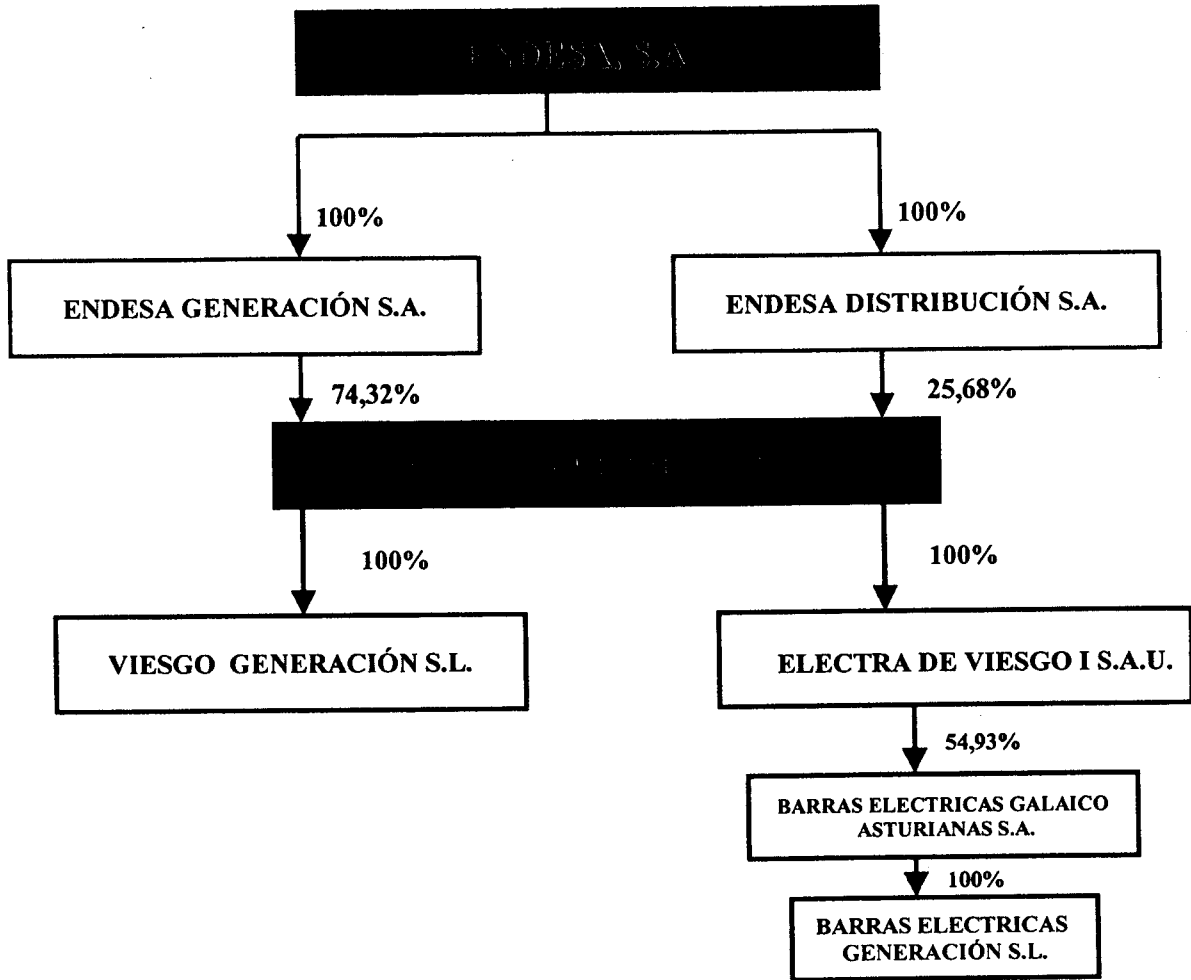 ENDESA, S.A
100%
100%
ENDESA GENERACIÓN S.A.
ENDESA DISTRIBUCIÓN S.A.
74,32%
25,68%
100%
100%
VIESGO GENERACIÓN S.L.
ELECTRA DE VIESGO I S.A.U.
54,93%
BARRAS ELECTRICAS GALAICO
ASTURIANAS S.A.
100%
BARRAS ELECTRICAS
GENERACIÓN S.L.